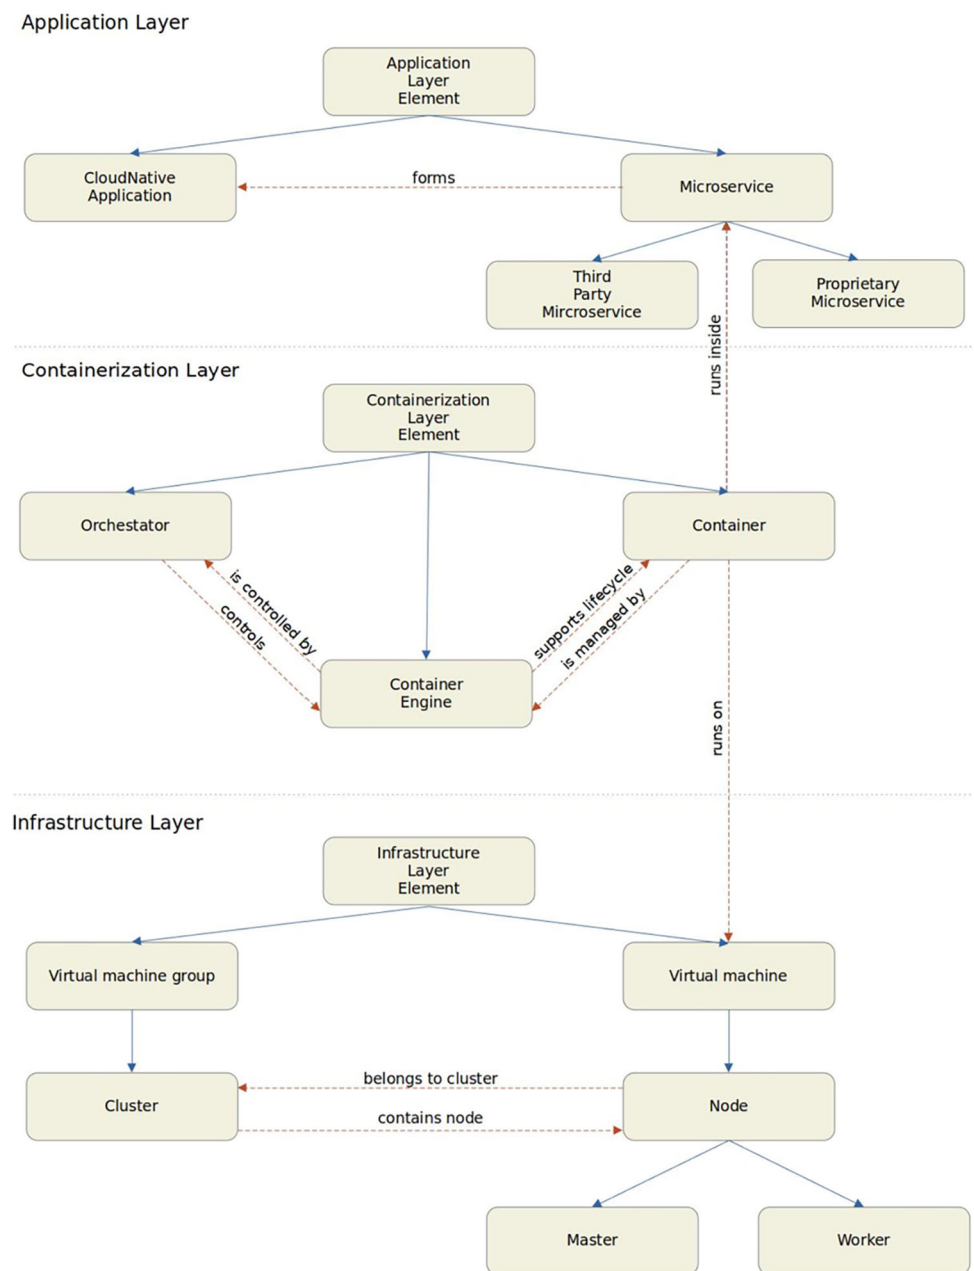 Application Layer
Application
Layer
Element
CloudNative
Application
forms
Microservice
Third
Party
Mircroservice
Proprietary
Microservice
runs inside
Containerization Layer
Containerization
Layer
Element
Orchestator
Container
is controlled by
controls
supports lifecycle
is managed by
Container
Engine
runs on
Infrastructure Layer
Infrastructure
Layer
Element
Virtual machine group
Virtual machine
belongs to cluster
Cluster
contains node
Node
Master
Worker